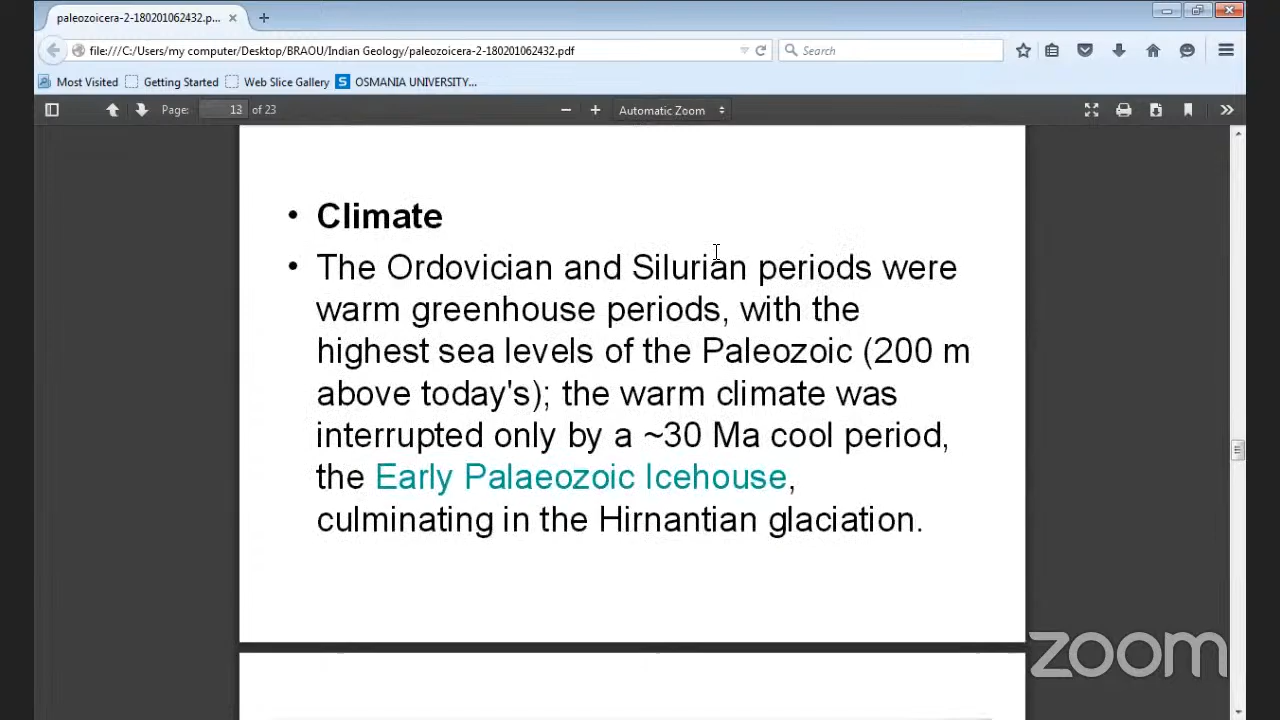 paleozoicera-2-180201062432.p...
file:///C:/Users/my computer/Desktop/BRAOU/Indian Geology/paleozoicera-2-180201062432.pdf
Search
Most Visited
Getting Started
Web Slice Gallery
S OSMANIA UNIVERSITY...
Page: 13 of 23
Automatic Zoom
• Climate
• The Ordovician and Silurian periods were
warm greenhouse periods, with the
highest sea levels of the Paleozoic (200 m
above today's); the warm climate was
interrupted only by a ~30 Ma cool period,
the Early Palaeozoic Icehouse,
culminating in the Hirnantian glaciation.
zoom